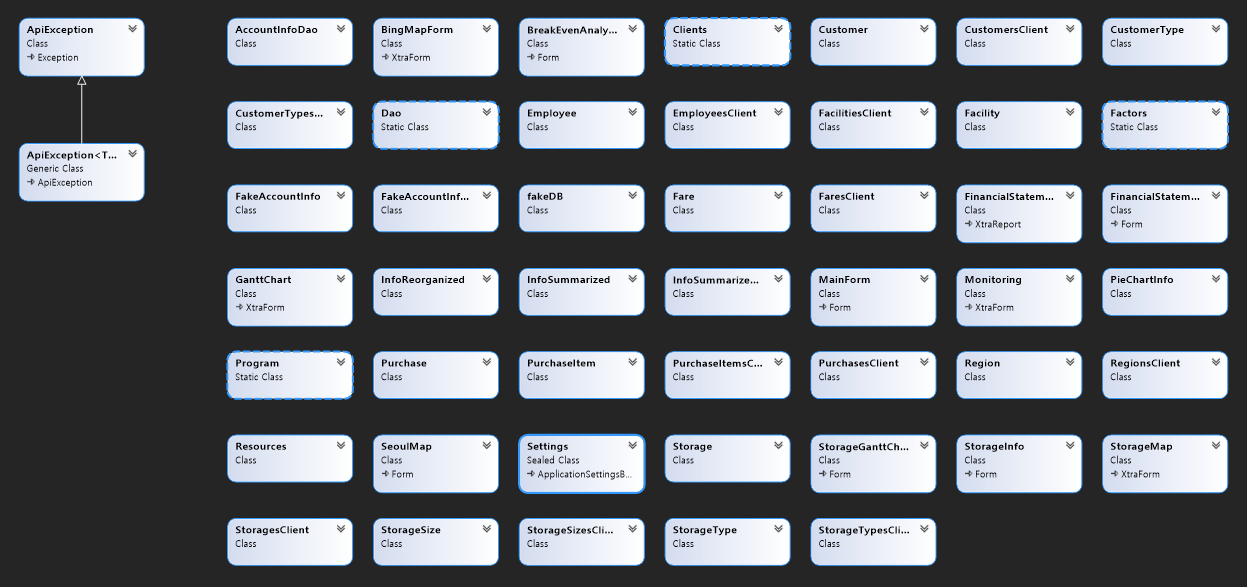 ApiException
Class
Exception
ApiException<T...
Generic Class
ApiException
AccountInfoDao
Class
BingMapForm
Class
XtraForm
BreakEvenAnaly...
Class
Form
Clients
Static Class
Customer
Class
CustomersClient
Class
CustomerType
Class
CustomerTypes...
Class
Dao
Static Class
Employee
Class
EmployeesClient
Class
FacilitiesClient
Class
Facility
Class
Factors
Static Class
FakeAccountInfo
Class
FakeAccountInf...
Class
fakeDB
Class
Fare
Class
FaresClient
Class
FinancialStatem...
Class
XtraReport
FinancialStatem...
Class
Form
GanttChart
Class
XtraForm
InfoReorganized
Class
InfoSummarized
Class
InfoSummarize...
Class
MainForm
Class
Form
Monitoring
Class
XtraForm
PieChartInfo
Class
Program
Static Class
Purchase
Class
PurchaseItem
Class
PurchaseItemsC...
Class
PurchasesClient
Class
Region
Class
RegionsClient
Class
Resources
Class
SeoulMap
Class
Form
Settings
Sealed Class
ApplicationSettingsB...
Storage
Class
StorageGanttCh...
Class
Form
StorageInfo
Class
Form
StorageMap
Class
XtraForm
StoragesClient
Class
StorageSize
Class
StorageSizesCli...
Class
StorageType
Class
StorageTypesCli...
Class